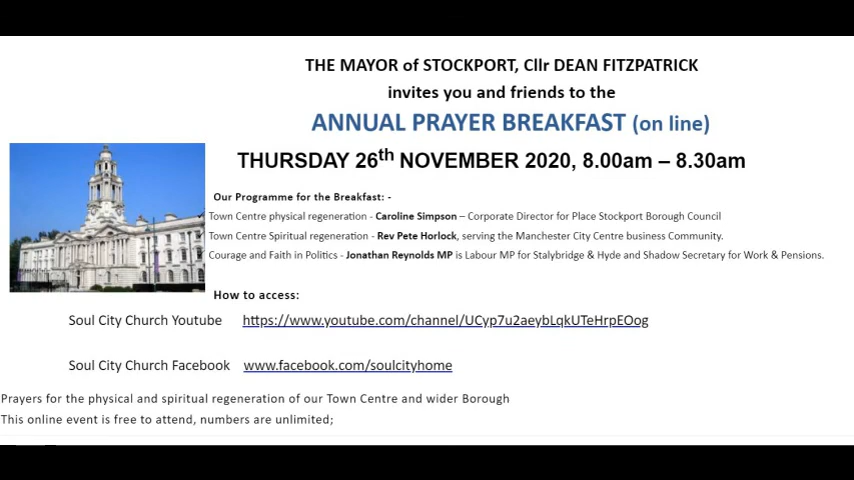 THE MAYOR of STOCKPORT, Cllr DEAN FITZPATRICK
invites you and friends to the
ANNUAL PRAYER BREAKFAST (on line)
THURSDAY 26th NOVEMBER 2020, 8.00am – 8.30am
Our Programme for the Breakfast: -
Town Centre physical regeneration - Caroline Simpson – Corporate Director for Place Stockport Borough Council
Town Centre Spiritual regeneration - Rev Pete Horlock, serving the Manchester City Centre business Community.
Courage and Faith in Politics - Jonathan Reynolds MP is Labour MP for Stalybridge & Hyde and Shadow Secretary for Work & Pensions.
How to access:
Soul City Church Youtube https://www.youtube.com/channel/UCyp7u2aeybLqkUTeHrpEOog
Soul City Church Facebook www.facebook.com/soulcityhome
Prayers for the physical and spiritual regeneration of our Town Centre and wider Borough
This online event is free to attend, numbers are unlimited;